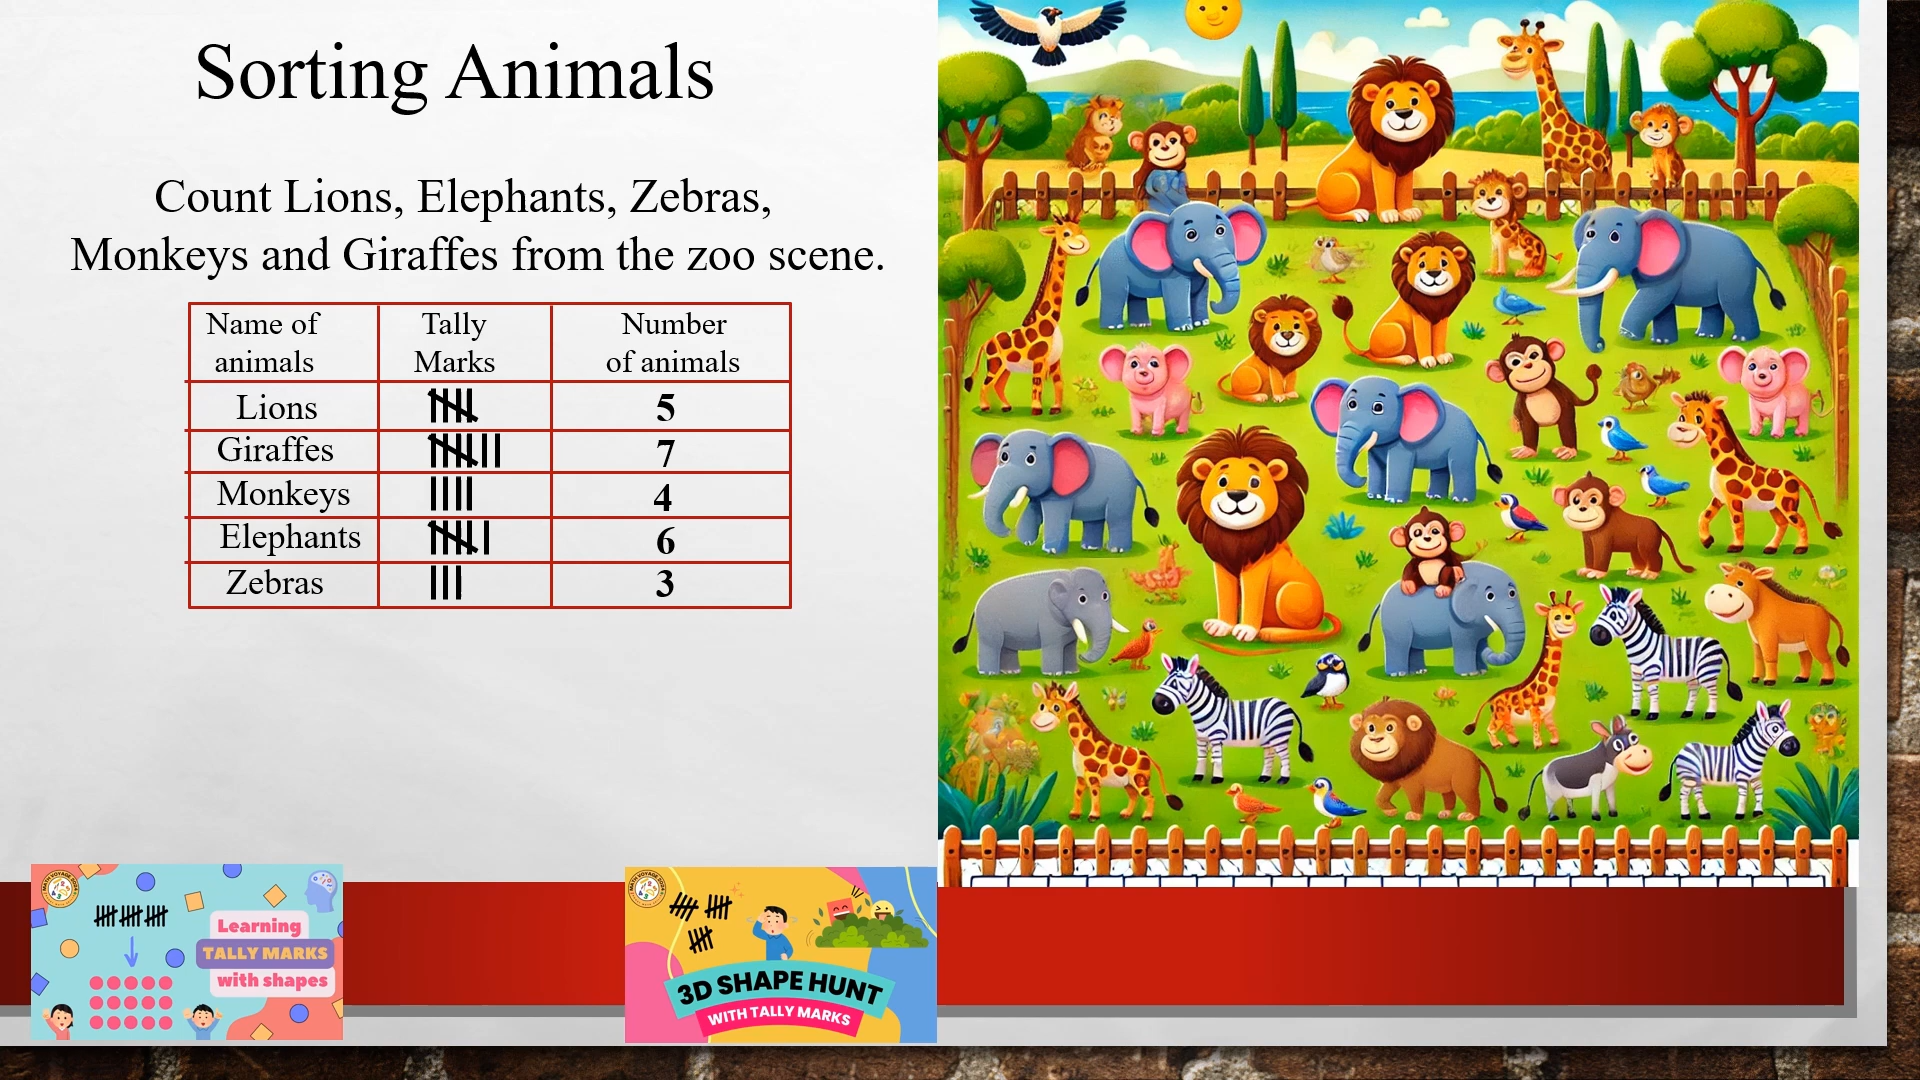 Sorting Animals
Count Lions, Elephants, Zebras,
Monkeys and Giraffes from the zoo scene.
Name of animals Tally Marks Number of animals
Lions 5
Giraffes 7
Monkeys 4
Elephants 6
Zebras 3
Learning
TALLY MARKS
with shapes
3D SHAPE HUNT
WITH TALLY MARKS